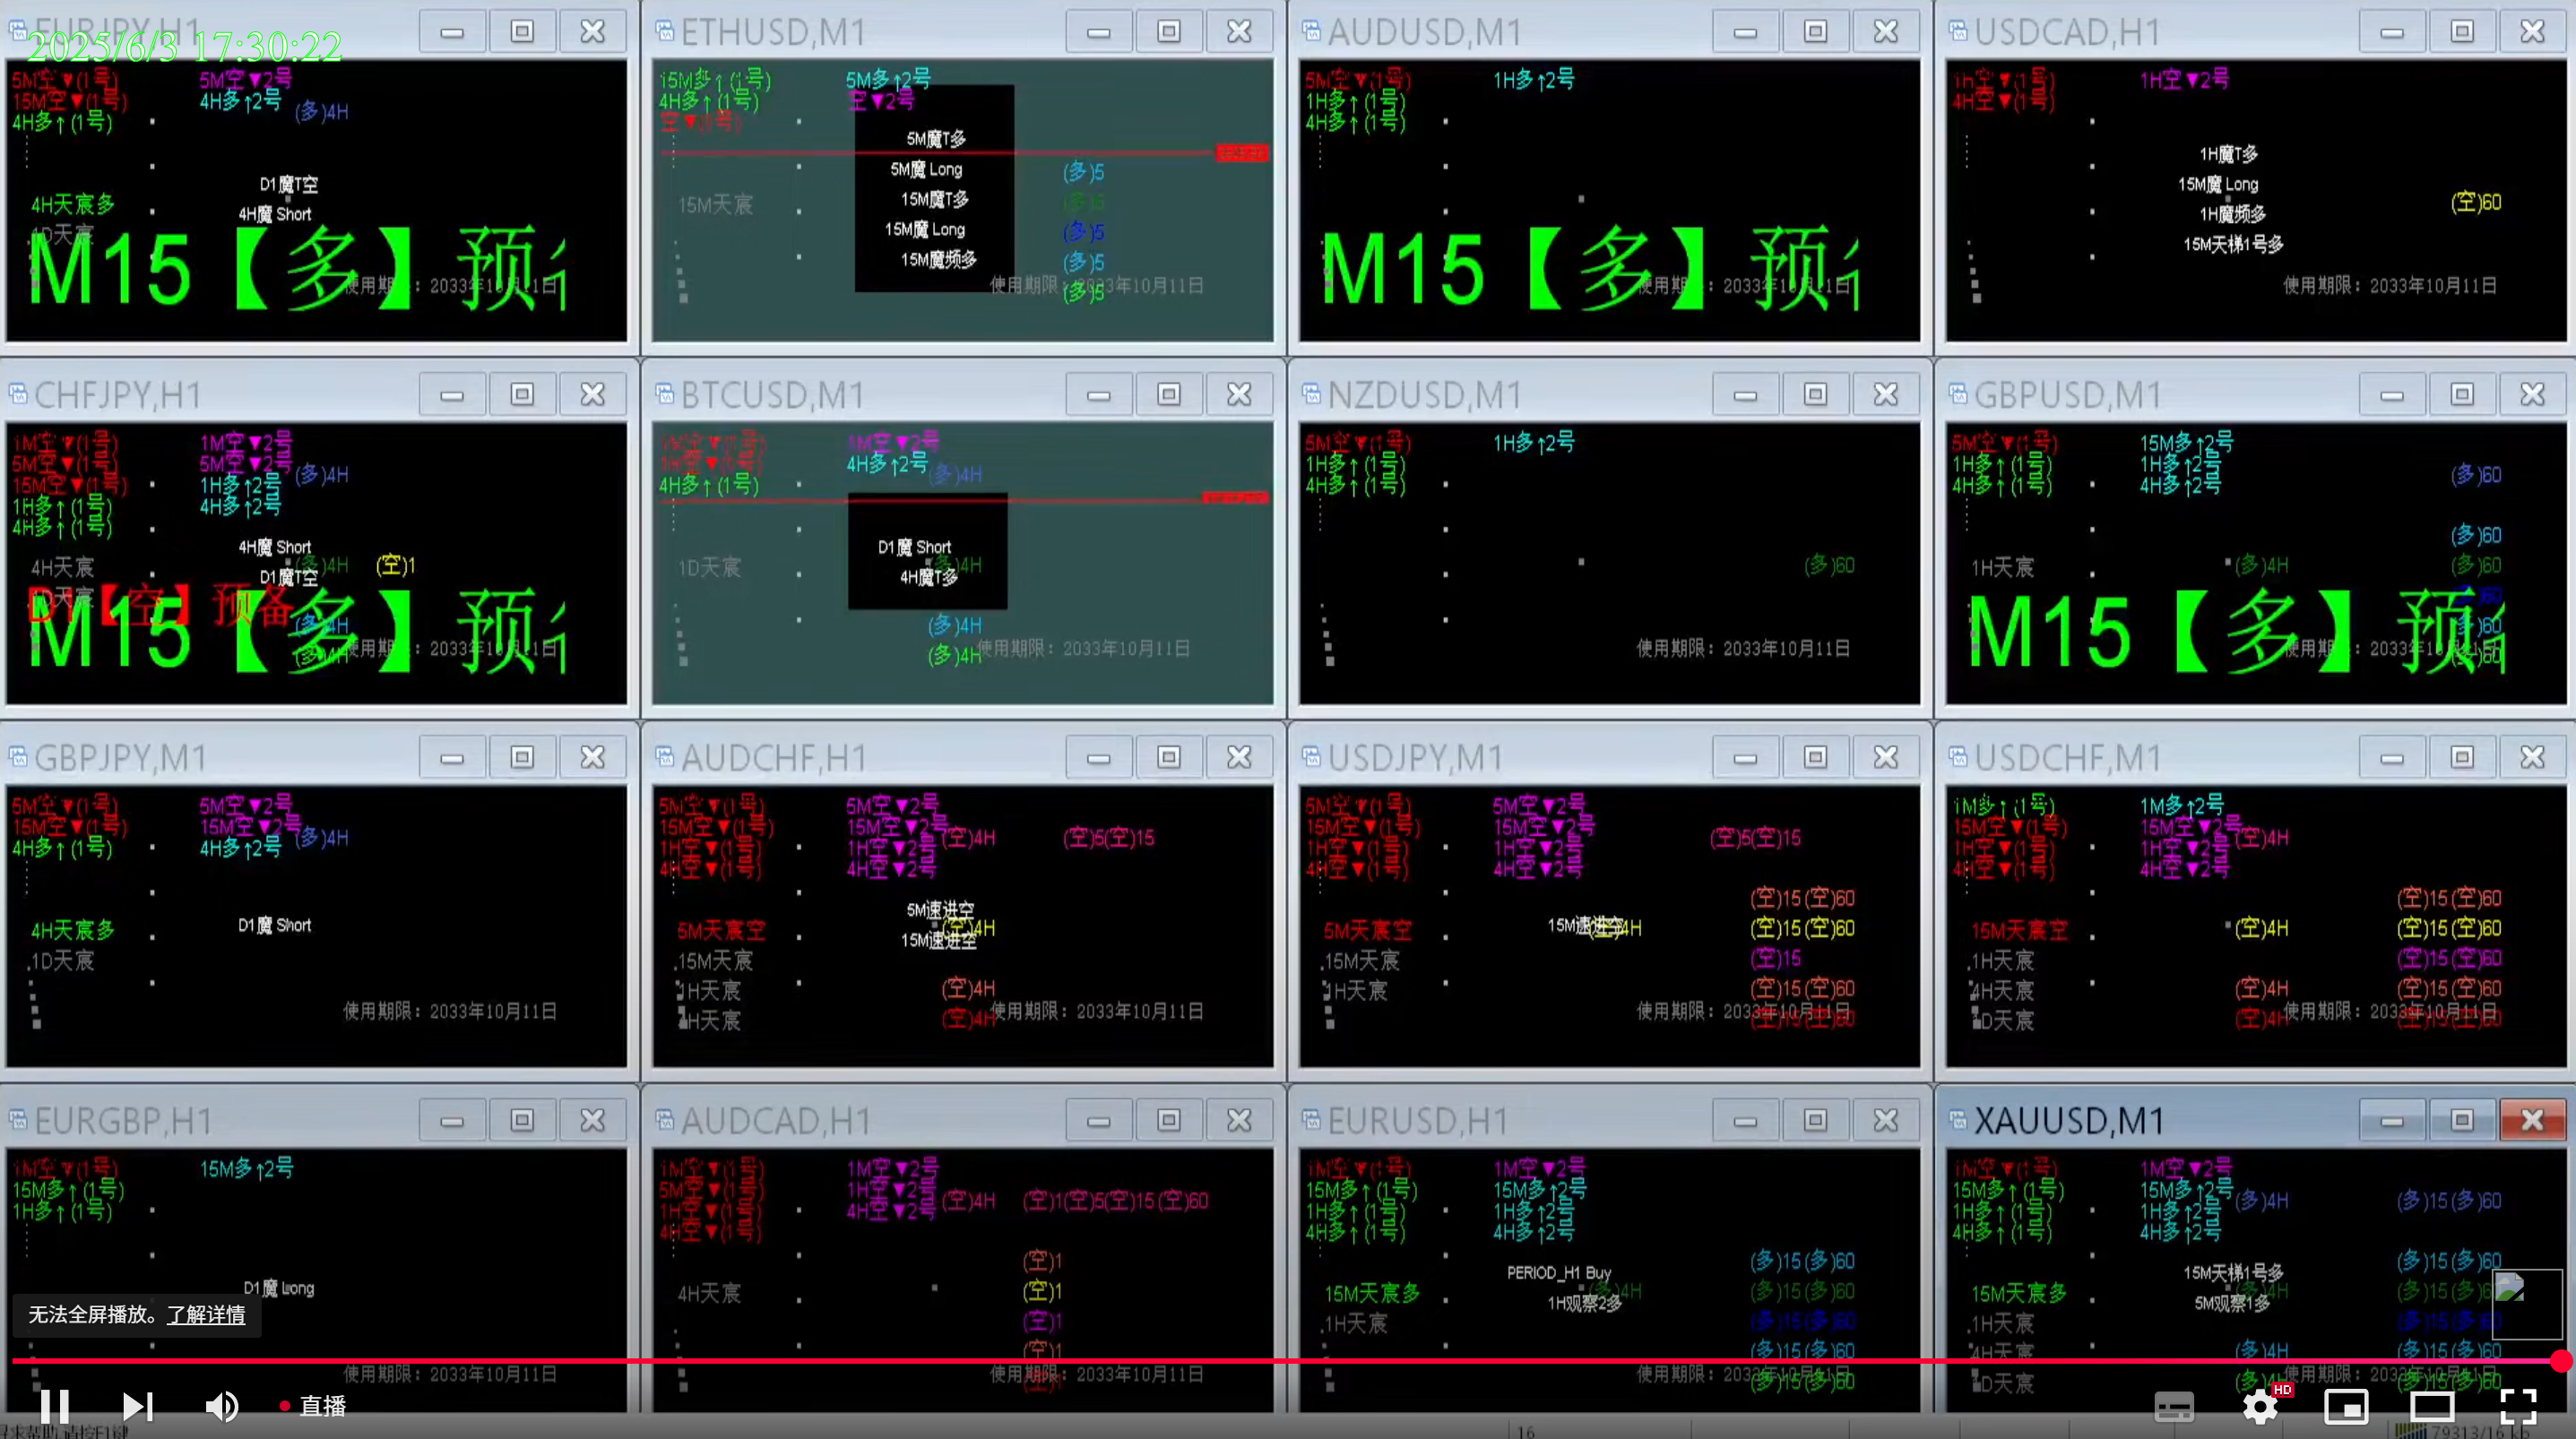 EURJPY,H1
2025/6/3 17:30:22
5M空▼(1号)
5M空▼2号
15M空▼(1号)
4H多↑2号
(多)4H
4H多↑(1号)
D1魔T空
4H天宸多
4H魔 Short
1D天宸
M15【多】预
使用期限：2033年10月11日
ETHUSD,M1
15M多↑(1号)
5M多↑2号
4H多↑(1号)
空▼2号
空▼(1号)
5M魔T多
5M魔 Long
(多)5
15M魔T多
(多)5
15M天宸
15M魔 Long
(多)5
15M魔频多
(多)5
使用期限：2033年10月11日
(多)5
AUDUSD,M1
5M空▼(1号)
1H多↑2号
1H多↑(1号)
4H多↑(1号)
M15【多】预
使用期限：2033年10月11日
USDCAD,H1
1H空▼(1号)
1H空▼2号
4H空▼(1号)
1H魔T多
15M魔 Long
(空)60
1H魔频多
15M天梯1号多
使用期限：2033年10月11日
CHFJPY,H1
1M空▼(1号)
1M空▼2号
5M空▼(1号)
5M空▼2号
(多)4H
15M空▼(1号)
1H多↑2号
1H多↑(1号)
4H多↑2号
4H多↑(1号)
4H魔 Short
4H天宸
(多)4H
(空)1
D1魔T空
1D天宸
D1【空】预备
M15【多】预
(多)4H
使用期限：2033年10月11日
(多)4H
BTCUSD,M1
1M空▼(1号)
1M空▼2号
1H空▼(1号)
4H多↑2号
(多)4H
4H多↑(1号)
D1魔 Short
1D天宸
(多)4H
4H魔T多
(多)4H
使用期限：2033年10月11日
(多)4H
NZDUSD,M1
5M空▼(1号)
1H多↑2号
1H多↑(1号)
4H多↑(1号)
(多)60
使用期限：2033年10月11日
GBPUSD,M1
5M空▼(1号)
15M多↑2号
1H多↑(1号)
1H多↑2号
(多)60
4H多↑(1号)
4H多↑2号
(多)60
1H天宸
(多)4H
(多)60
(多)60
M15【多】预
(多)60
使用期限：2033年10月11日
(多)60
GBPJPY,M1
5M空▼(1号)
5M空▼2号
15M空▼(1号)
15M空▼2号
(多)4H
4H多↑(1号)
4H多↑2号
4H天宸多
D1魔 Short
1D天宸
使用期限：2033年10月11日
AUDCHF,H1
5M空▼(1号)
5M空▼2号
15M空▼(1号)
15M空▼2号
(空)4H
(空)5(空)15
1H空▼(1号)
1H空▼2号
4H空▼(1号)
4H空▼2号
5M速进空
5M天宸空
(空)4H
15M速进空
15M天宸
1H天宸
(空)4H
4H天宸
(空)4H
使用期限：2033年10月11日
USDJPY,M1
5M空▼(1号)
5M空▼2号
15M空▼(1号)
15M空▼2号
(空)5(空)15
1H空▼(1号)
1H空▼2号
4H空▼(1号)
4H空▼2号
(空)15(空)60
5M天宸空
15M速进空
(空)4H
(空)15(空)60
15M天宸
(空)15
1H天宸
(空)15(空)60
使用期限：2033年10月11日
(空)15(空)60
USDCHF,M1
1M多↑(1号)
1M多↑2号
15M空▼(1号)
15M空▼2号
(空)4H
1H空▼(1号)
1H空▼2号
4H空▼(1号)
4H空▼2号
(空)15(空)60
15M天宸空
(空)4H
(空)15(空)60
1H天宸
(空)15(空)60
4H天宸
(空)4H
(空)15(空)60
1D天宸
(空)4H
使用期限：2033年10月11日
(空)15(空)60
EURGBP,H1
1M空▼(1号)
15M多↑2号
15M多↑(1号)
1H多↑(1号)
D1魔 Long
无法全屏播放。了解详情
使用期限：2033年10月11日
AUDCAD,H1
1M空▼(1号)
1M空▼2号
5M空▼(1号)
1H空▼2号
(空)4H
(空)1(空)5(空)15(空)60
1H空▼(1号)
4H空▼2号
4H空▼(1号)
(空)1
4H天宸
(空)1
(空)1
(空)1
使用期限：2033年10月11日
(空)1
EURUSD,H1
1M空▼(1号)
1M空▼2号
15M多↑(1号)
15M多↑2号
1H多↑(1号)
1H多↑2号
4H多↑(1号)
4H多↑2号
(多)15(多)60
PERIOD_H1 Buy
15M天宸多
(多)4H
(多)15(多)60
1H观察2多
1H天宸
(多)15(多)60
(多)15(多)60
使用期限：2033年10月11日
(多)15(多)60
XAUUSD,M1
1M空▼(1号)
1M空▼2号
15M多↑(1号)
15M多↑2号
(多)4H
(多)15(多)60
1H多↑(1号)
1H多↑2号
4H多↑(1号)
4H多↑2号
(多)15(多)60
15M天梯1号多
15M天宸多
(多)4H
(多)15(多)6
5M观察1多
1H天宸
(多)15(多)6
4H天宸
(多)4H
(多)15(多)60
1D天宸
(多)4H
使用期限：2033年10月11日
(多)15(多)60
直播
HD
寻求帮助,请按F1键
16
79313/16 kb